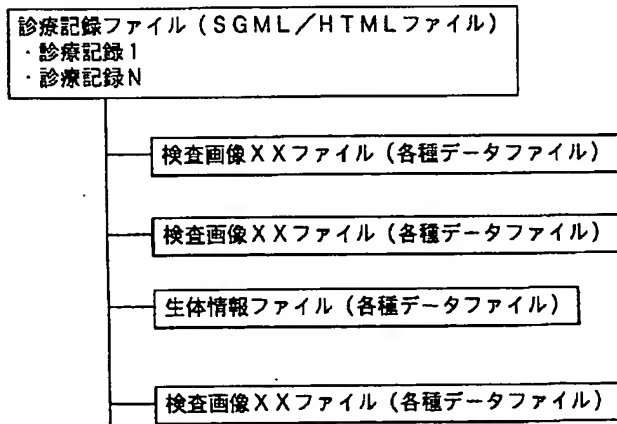 診療記録ファイル（ＳＧＭＬ／ＨＴＭＬファイル）
・診療記録１
・診療記録Ｎ
検査画像ＸＸファイル（各種データファイル）
検査画像ＸＸファイル（各種データファイル）
生体情報ファイル（各種データファイル）
検査画像ＸＸファイル（各種データファイル）